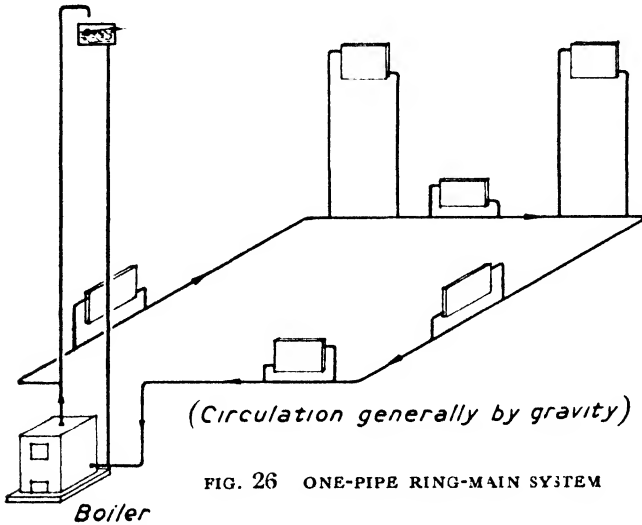 (Circulation generally by gravity)
FIG. 26 ONE-PIPE RING-MAIN SYSTEM
Boiler